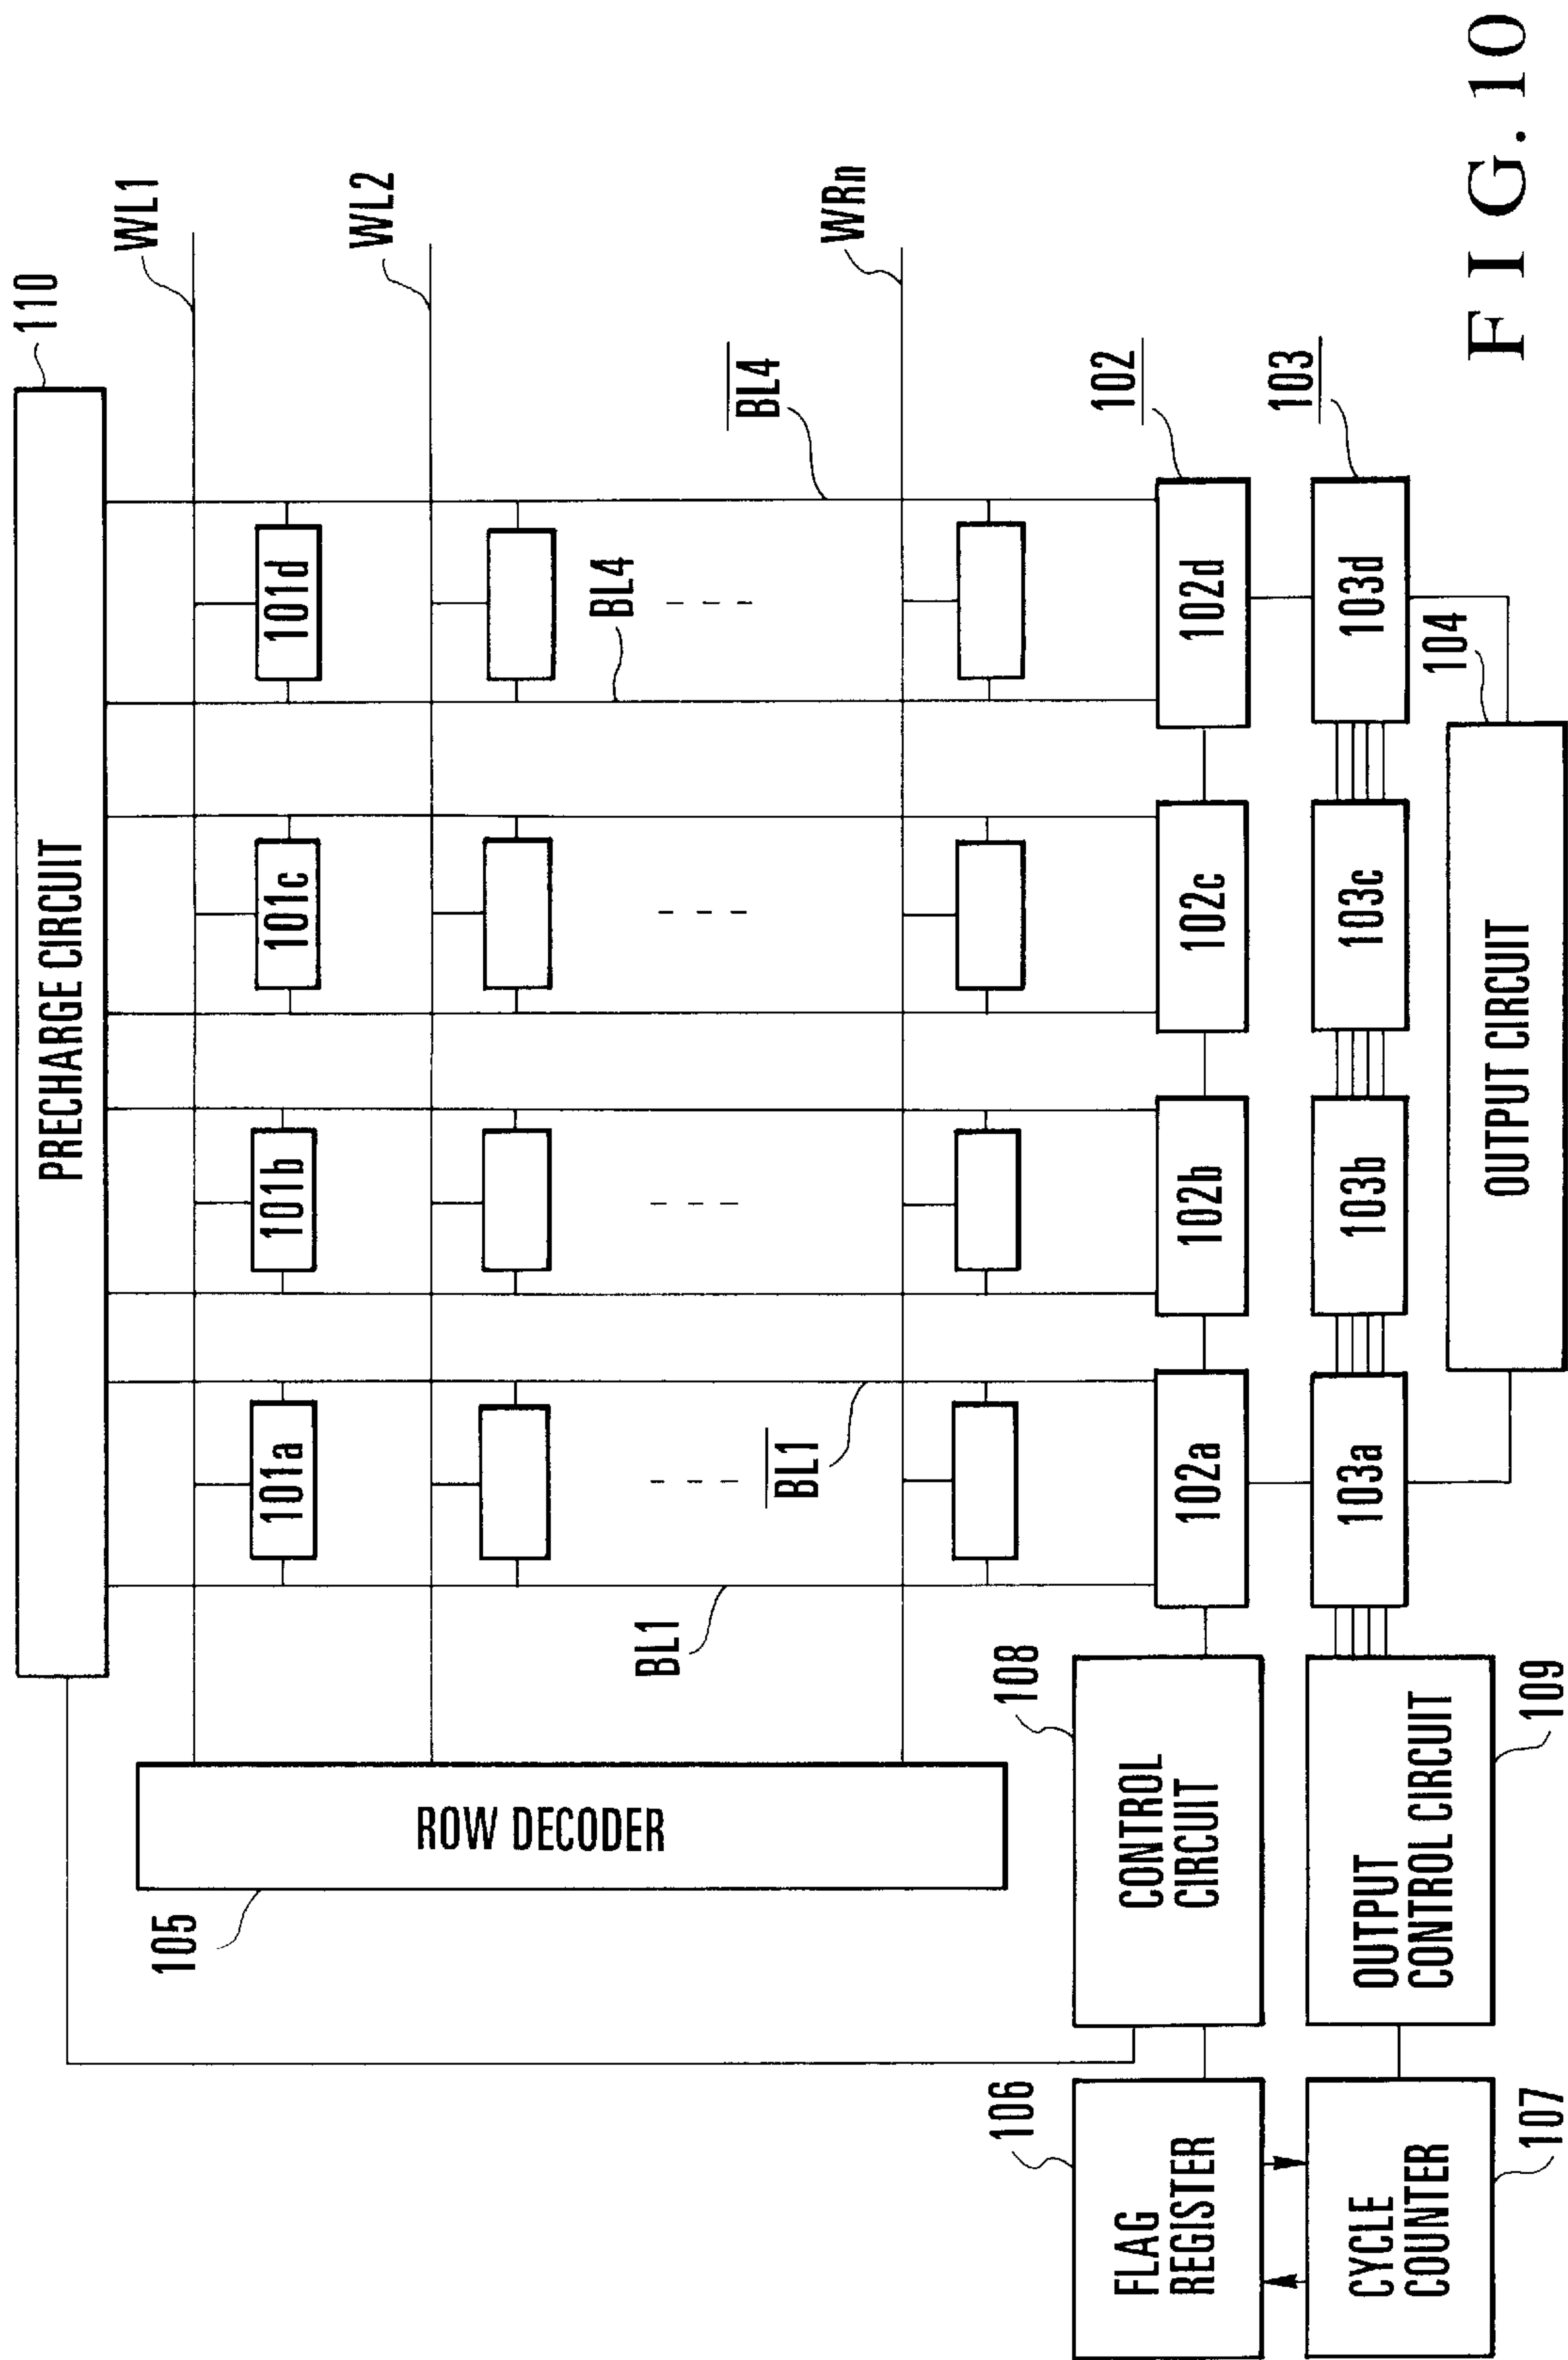 PRECHARGE CIRCUIT
110
WL1
101a
101b
101c
101d
WL2
BL4
BL4
BL1
BL1
WRn
ROW DECODER
105
102
102a
102b
102c
102d
103
103a
103b
103c
103d
104
OUTPUT CIRCUIT
108
CONTROL
CIRCUIT
OUTPUT
CONTROL CIRCUIT
109
106
FLAG
REGISTER
CYCLE
COUNTER
107
FIG. 10